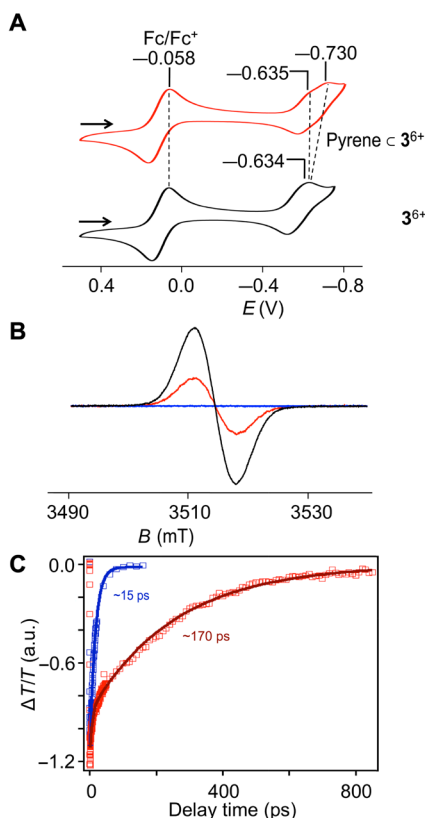 A
Fc/Fc⁺
—0.058
—0.635
—0.730
Pyrene ⊂ 3⁶⁺
—0.634
3⁶⁺
0.4 0.0 —0.4 —0.8
E (V)
B
3490 3510 3530
B (mT)
C
0.0
~15 ps
~170 ps
—0.6
ΔT/T (a.u.)
—1.2
0 400 800
Delay time (ps)